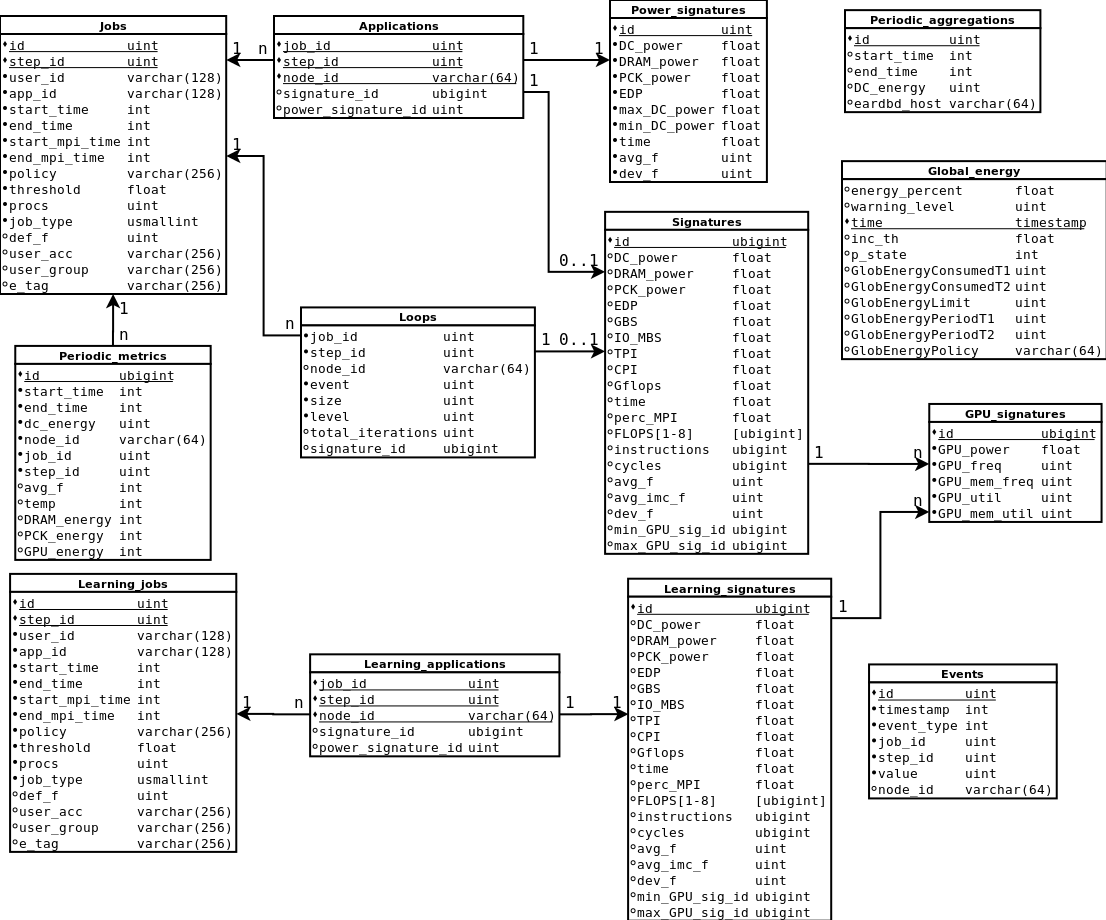 Jobs
id uint
step_id uint
user_id varchar(128)
app_id varchar(128)
start_time int
end_time int
start_mpi_time int
end_mpi_time int
policy varchar(256)
threshold float
procs uint
job_type usmallint
def_f uint
user_acc varchar(256)
user_group varchar(256)
e_tag varchar(256)
1 n
1
1
n
Applications
job_id uint
step_id uint
node_id varchar(64)
signature_id ubigint
power_signature_id uint
1 1
1
0..1
Power_signatures
id uint
DC_power float
DRAM_power float
PCK_power float
EDP float
max_DC_power float
min_DC_power float
time float
avg_f uint
dev_f uint
Periodic_aggregations
id uint
start_time int
end_time int
DC_energy uint
eardbd_host varchar(64)
Global_energy
energy_percent float
warning_level uint
time timestamp
inc_th float
p_state int
GlobEnergyConsumedT1 uint
GlobEnergyConsumedT2 uint
GlobEnergyLimit uint
GlobEnergyPeriodT1 uint
GlobEnergyPeriodT2 uint
GlobEnergyPolicy varchar(64)
Signatures
id ubigint
DC_power float
DRAM_power float
PCK_power float
EDP float
GBS float
IO_MBS float
TPI float
CPI float
Gflops float
time float
perc_MPI float
FLOPS[1-8] [ubigint]
instructions ubigint
cycles ubigint
avg_f uint
avg_imc_f uint
dev_f uint
min_GPU_sig_id ubigint
max_GPU_sig_id ubigint
n
Loops
job_id uint
step_id uint
node_id varchar(64)
event uint
size uint
level uint
total_iterations uint
signature_id ubigint
1 0..1
Periodic_metrics
id ubigint
start_time int
end_time int
dc_energy uint
node_id varchar(64)
job_id uint
step_id uint
avg_f int
temp int
DRAM_energy int
PCK_energy int
GPU_energy int
1 n
n
GPU_signatures
id ubigint
GPU_power float
GPU_freq uint
GPU_mem_freq uint
GPU_util uint
GPU_mem_util uint
Learning_jobs
id uint
step_id uint
user_id varchar(128)
app_id varchar(128)
start_time int
end_time int
start_mpi_time int
end_mpi_time int
policy varchar(256)
threshold float
procs uint
job_type usmallint
def_f uint
user_acc varchar(256)
user_group varchar(256)
e_tag varchar(256)
1 n
Learning_applications
job_id uint
step_id uint
node_id varchar(64)
signature_id ubigint
power_signature_id uint
1 1
Learning_signatures
id ubigint
DC_power float
DRAM_power float
PCK_power float
EDP float
GBS float
IO_MBS float
TPI float
CPI float
Gflops float
time float
perc_MPI float
FLOPS[1-8] [ubigint]
instructions ubigint
cycles ubigint
avg_f uint
avg_imc_f uint
dev_f uint
min_GPU_sig_id ubigint
max_GPU_sig_id ubigint
1
Events
id uint
timestamp int
event_type int
job_id uint
step_id uint
value uint
node_id varchar(64)